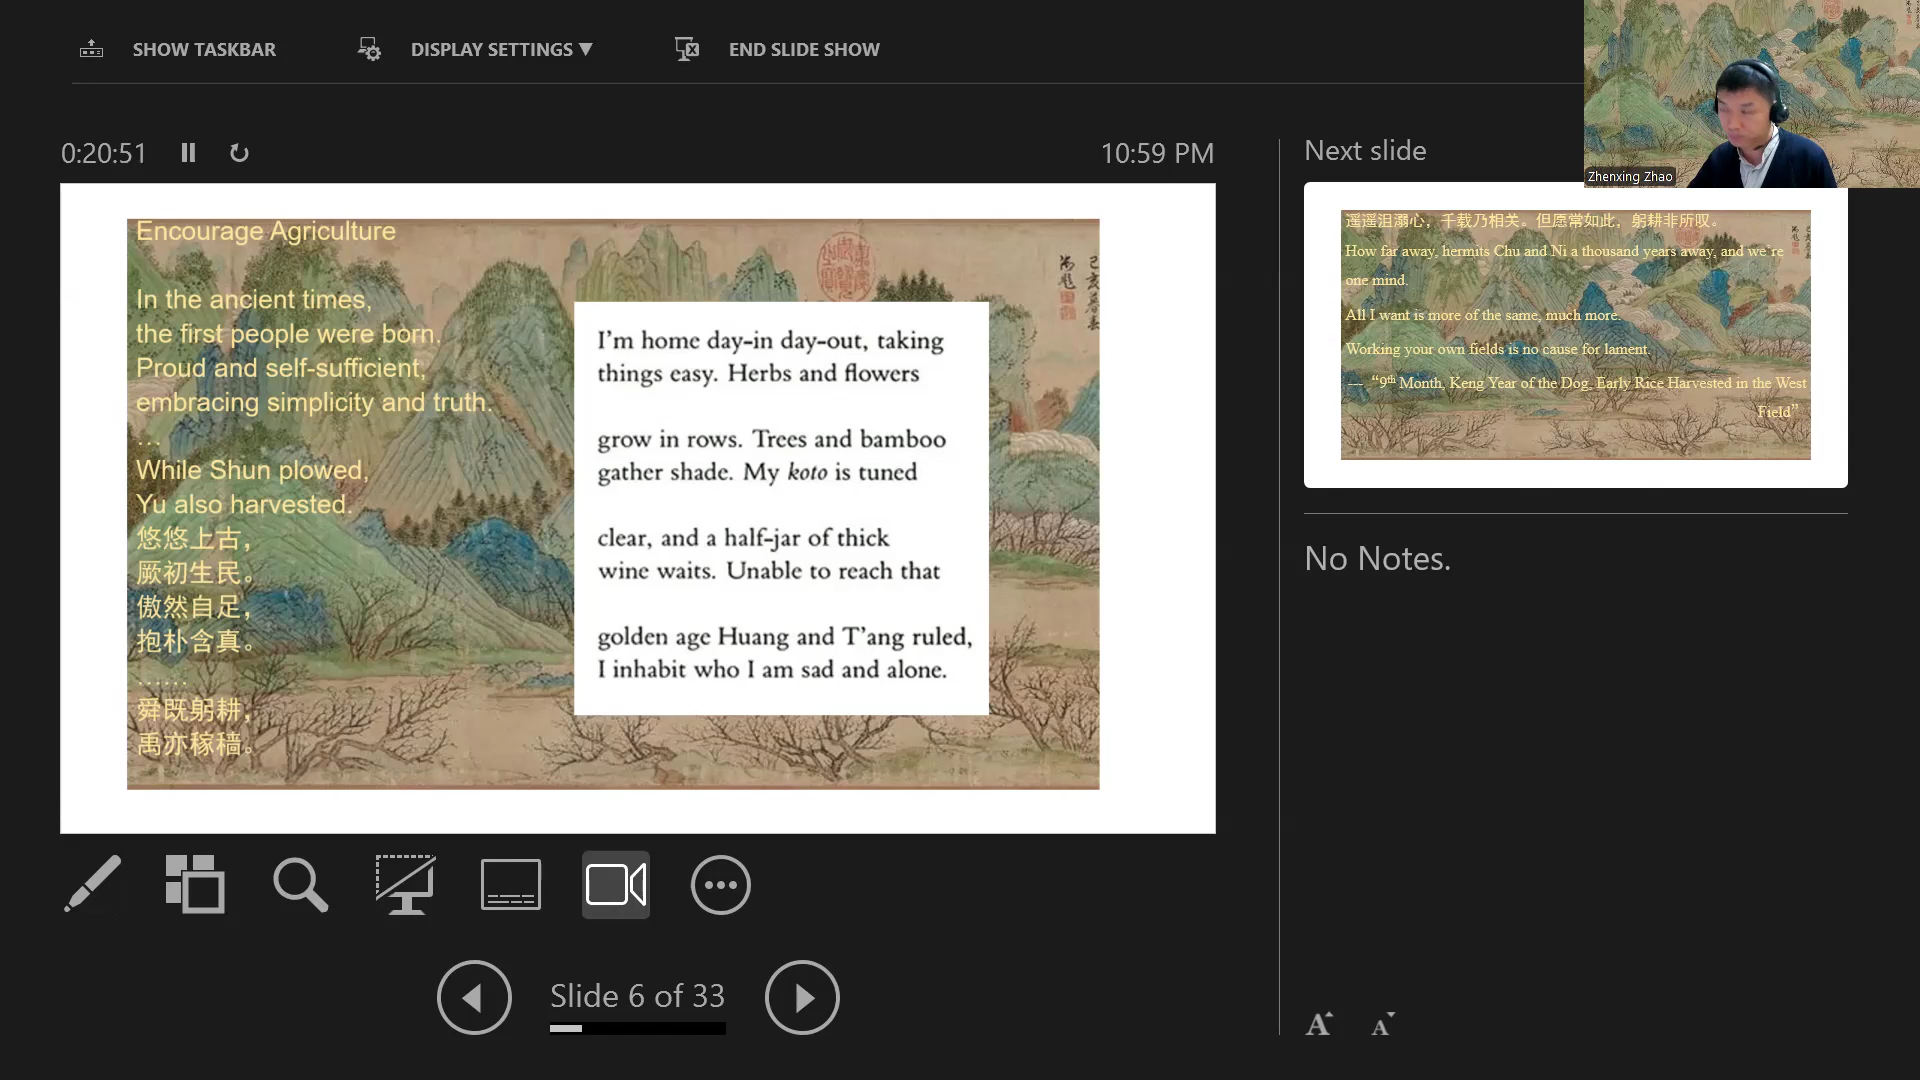 SHOW TASKBAR
DISPLAY SETTINGS ▼
END SLIDE SHOW
Zhenxing Zhao
0:20:51
10:59 PM
Encourage Agriculture
In the ancient times,
the first people were born.
Proud and self-sufficient,
embracing simplicity and truth.
...
While Shun plowed,
Yu also harvested.
悠悠上古，
厥初生民。
傲然自足，
抱朴含真。
……
舜既躬耕，
禹亦稼穑。
己亥暮春
I'm home day-in day-out, taking
things easy. Herbs and flowers
grow in rows. Trees and bamboo
gather shade. My koto is tuned
clear, and a half-jar of thick
wine waits. Unable to reach that
golden age Huang and T'ang ruled,
I inhabit who I am sad and alone.
Slide 6 of 33
Next slide
遥遥沮溺心，千载乃相关。但愿常如此，躬耕非所叹。
How far away, hermits Chu and Ni a thousand years away, and we're
one mind.
All I want is more of the same, much more.
Working your own fields is no cause for lament.
--- “9th Month, Keng Year of the Dog, Early Rice Harvested in the West
Field”
No Notes.
A A